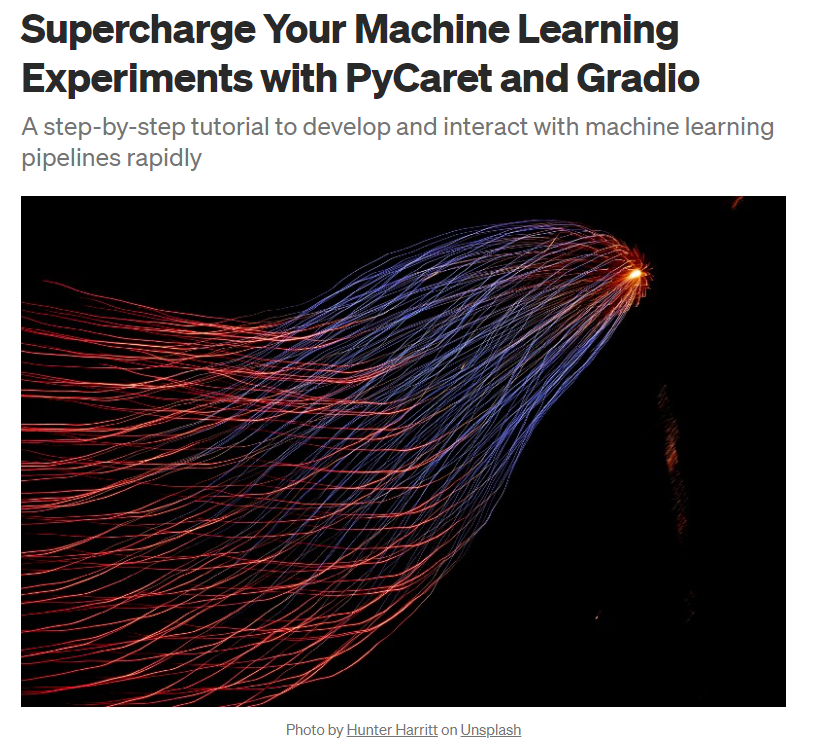 Supercharge Your Machine Learning
Experiments with PyCaret and Gradio
A step-by-step tutorial to develop and interact with machine learning
pipelines rapidly
Photo by Hunter Harritt on Unsplash